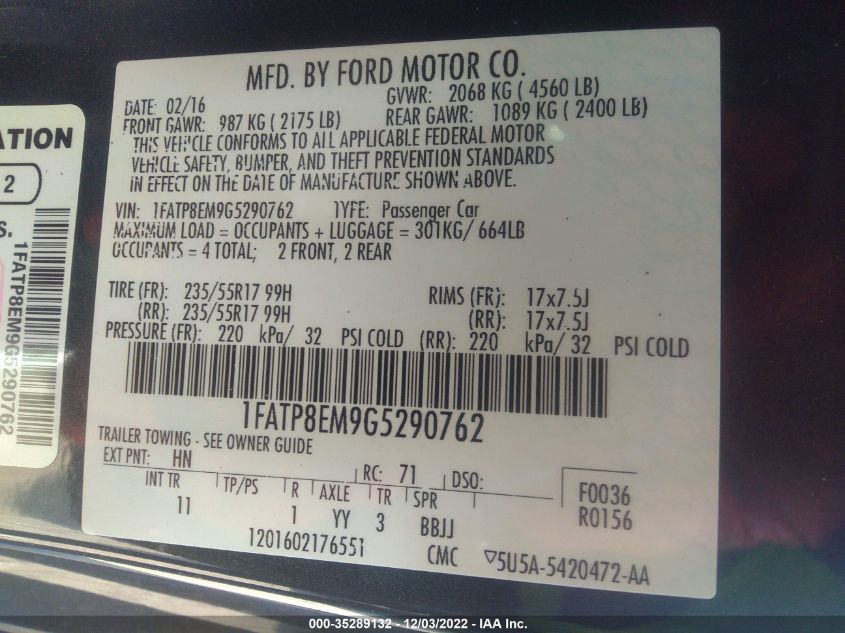 MFD. BY FORD MOTOR CO.
DATE: 02/16 GVWR: 2068 KG ( 4560 LB)
FRONT GAWR: 987 KG ( 2175 LB) REAR GAWR: 1089 KG ( 2400 LB)
THIS VEHICLE CONFORMS TO ALL APPLICABLE FEDERAL MOTOR
VEHICLE SAFETY, BUMPER, AND THEFT PREVENTION STANDARDS
IN EFFECT ON THE DATE OF MANUFACTURE SHOWN ABOVE.
VIN: 1FATP8EM9G5290762 TYPE: Passenger Car
MAXIMUM LOAD = OCCUPANTS + LUGGAGE = 301KG/ 664LB
OCCUPANTS = 4 TOTAL; 2 FRONT, 2 REAR
TIRE (FR): 235/55R17 99H RIMS (FR): 17x7.5J
(RR): 235/55R17 99H (RR): 17x7.5J
PRESSURE (FR): 220 kPa/ 32 PSI COLD (RR): 220 kPa/ 32 PSI COLD
1FATP8EM9G5290762
TRAILER TOWING - SEE OWNER GUIDE
EXT PNT: HN RC: 71 DSO:
INT TR TP/PS R AXLE TR SPR F0036
11 1 YY 3 BBJJ R0156
1201602176551 CMC ▽5U5A-5420472-AA
ATION
2
S.
1FATP8EM9G5290762
000-35289132 - 12/03/2022 - IAA Inc.